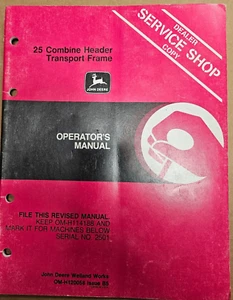 25 Combine Header
Transport Frame
DEALER
SERVICE SHOP
COPY
JOHN DEERE
OPERATOR'S
MANUAL
FILE THIS REVISED MANUAL.
KEEP OM-H114188 AND
MARK IT FOR MACHINES BELOW
SERIAL NO. 2501
John Deere Welland Works